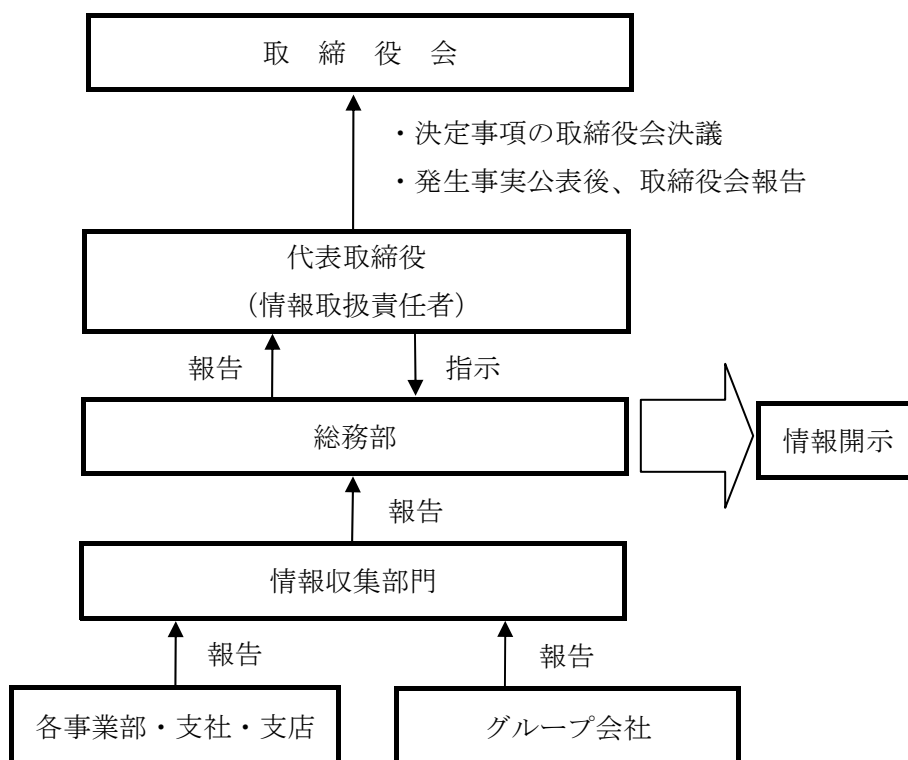 取　締　役　会
・決定事項の取締役会決議
・発生事実公表後、取締役会報告
代表取締役
（情報取扱責任者）
報告
指示
総務部
情報開示
報告
情報収集部門
報告
報告
各事業部・支社・支店
グループ会社